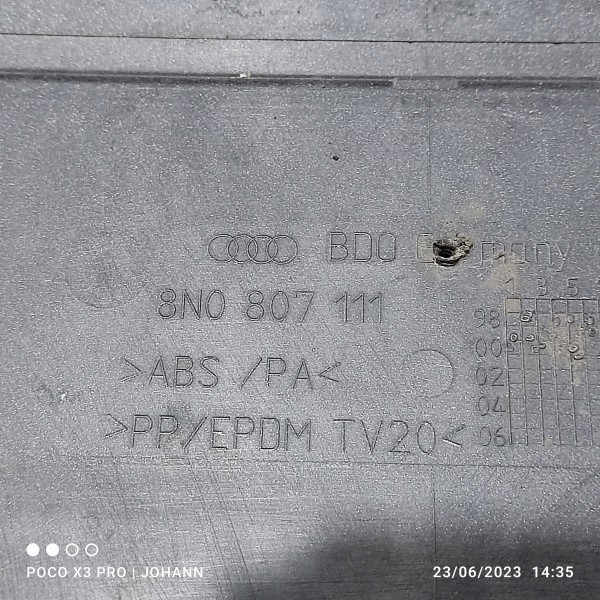 BDO Germany
8N0 807 111
>ABS /PA<
>PP/EPDM TV20<
1 3 5
98
00
02
04
06
POCO X3 PRO | JOHANN
23/06/2023 14:35